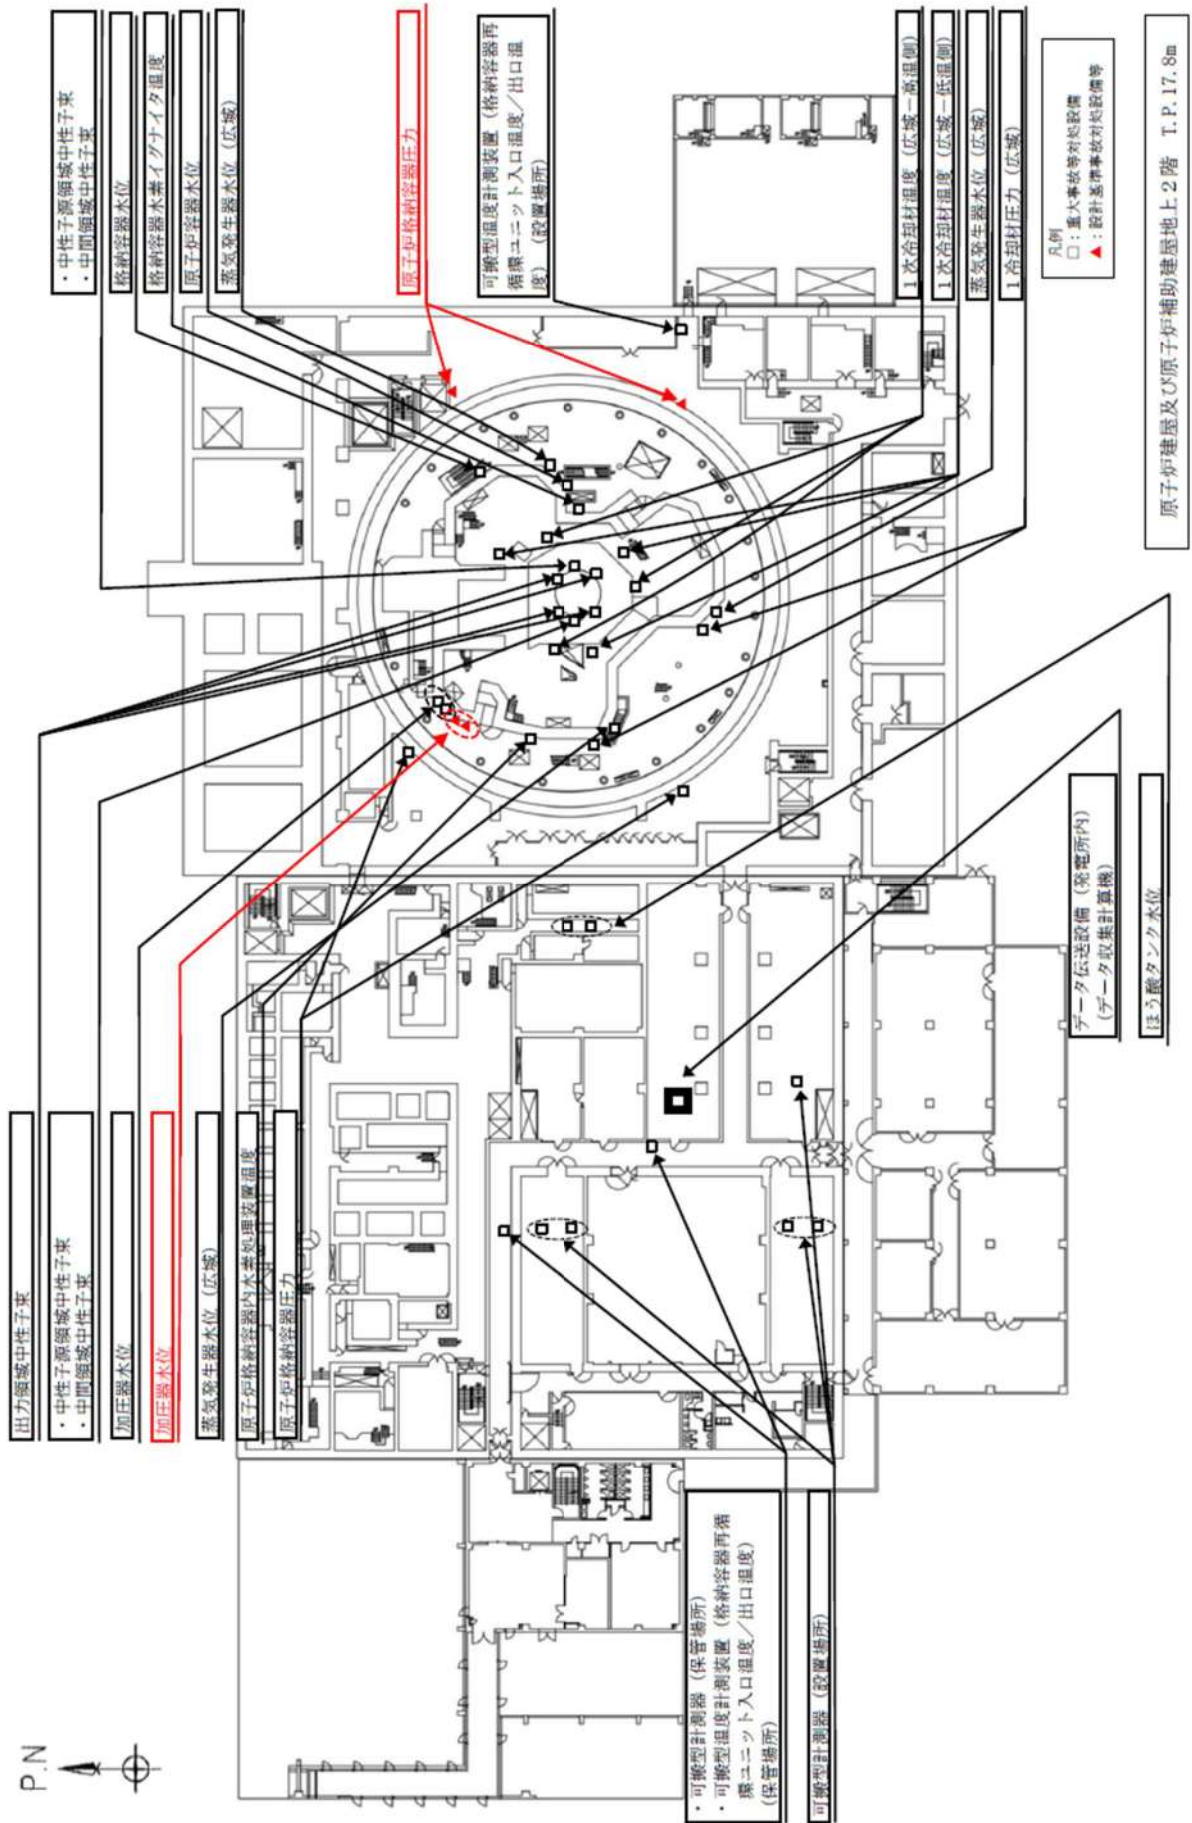 ・中性子源領域中性子束
・中間領域中性子束
格納容器水位
格納容器水素イグナイタ温度
原子炉容器水位
蒸気発生器水位（広域）
原子炉格納容器圧力
可搬型温度計測装置（格納容器再
循環ユニット入口温度／出口温
度）（設置場所）
1次冷却材温度（広域－高温側）
1次冷却材温度（広域－低温側）
蒸気発生器水位（広域）
1冷却材圧力（広域）
凡例
□：重大事故等対処設備
▲：設計基準事故対処設備等
原子炉建屋及び原子炉補助建屋地上2階 T.P.17.8m
出力領域中性子束
・中性子源領域中性子束
・中間領域中性子束
加圧器水位
加圧器水位
蒸気発生器水位（広域）
原子炉格納容器内水素処理装置温度
原子炉格納容器圧力
データ伝送設備（発電所内）
（データ収集計算機）
ほう酸タンク水位
・可搬型計測器（保管場所）
・可搬型温度計測装置（格納容器再循
環ユニット入口温度／出口温度）
（保管場所）
可搬型計測器（設置場所）
P.N